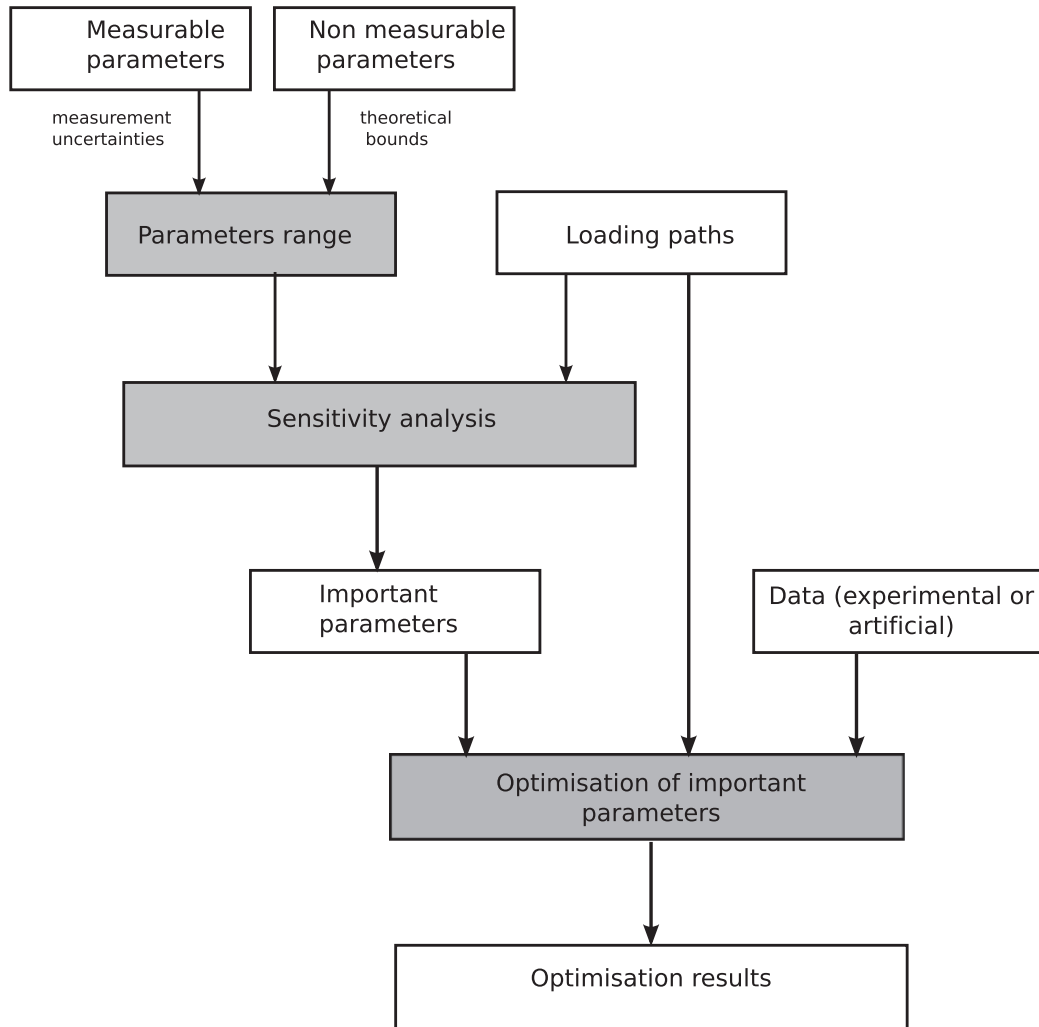 Measurable
parameters
Non measurable
parameters
measurement
uncertainties
theoretical
bounds
Parameters range
Loading paths
Sensitivity analysis
Important
parameters
Data (experimental or
artificial)
Optimisation of important
parameters
Optimisation results